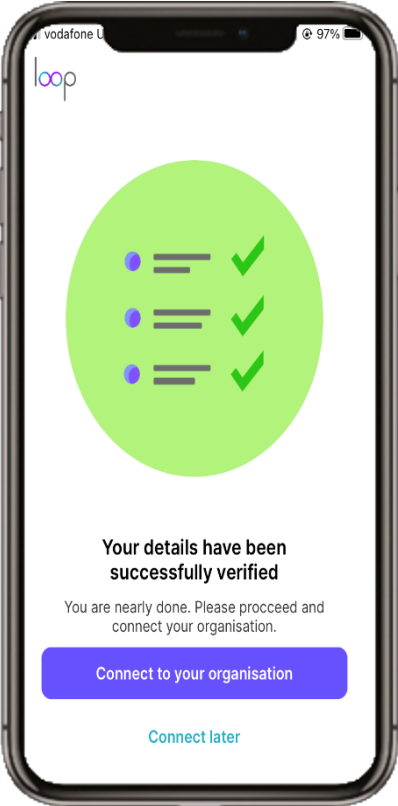 vodafone U
97%
loop
Your details have been
successfully verified
You are nearly done. Please procceed and
connect your organisation.
Connect to your organisation
Connect later